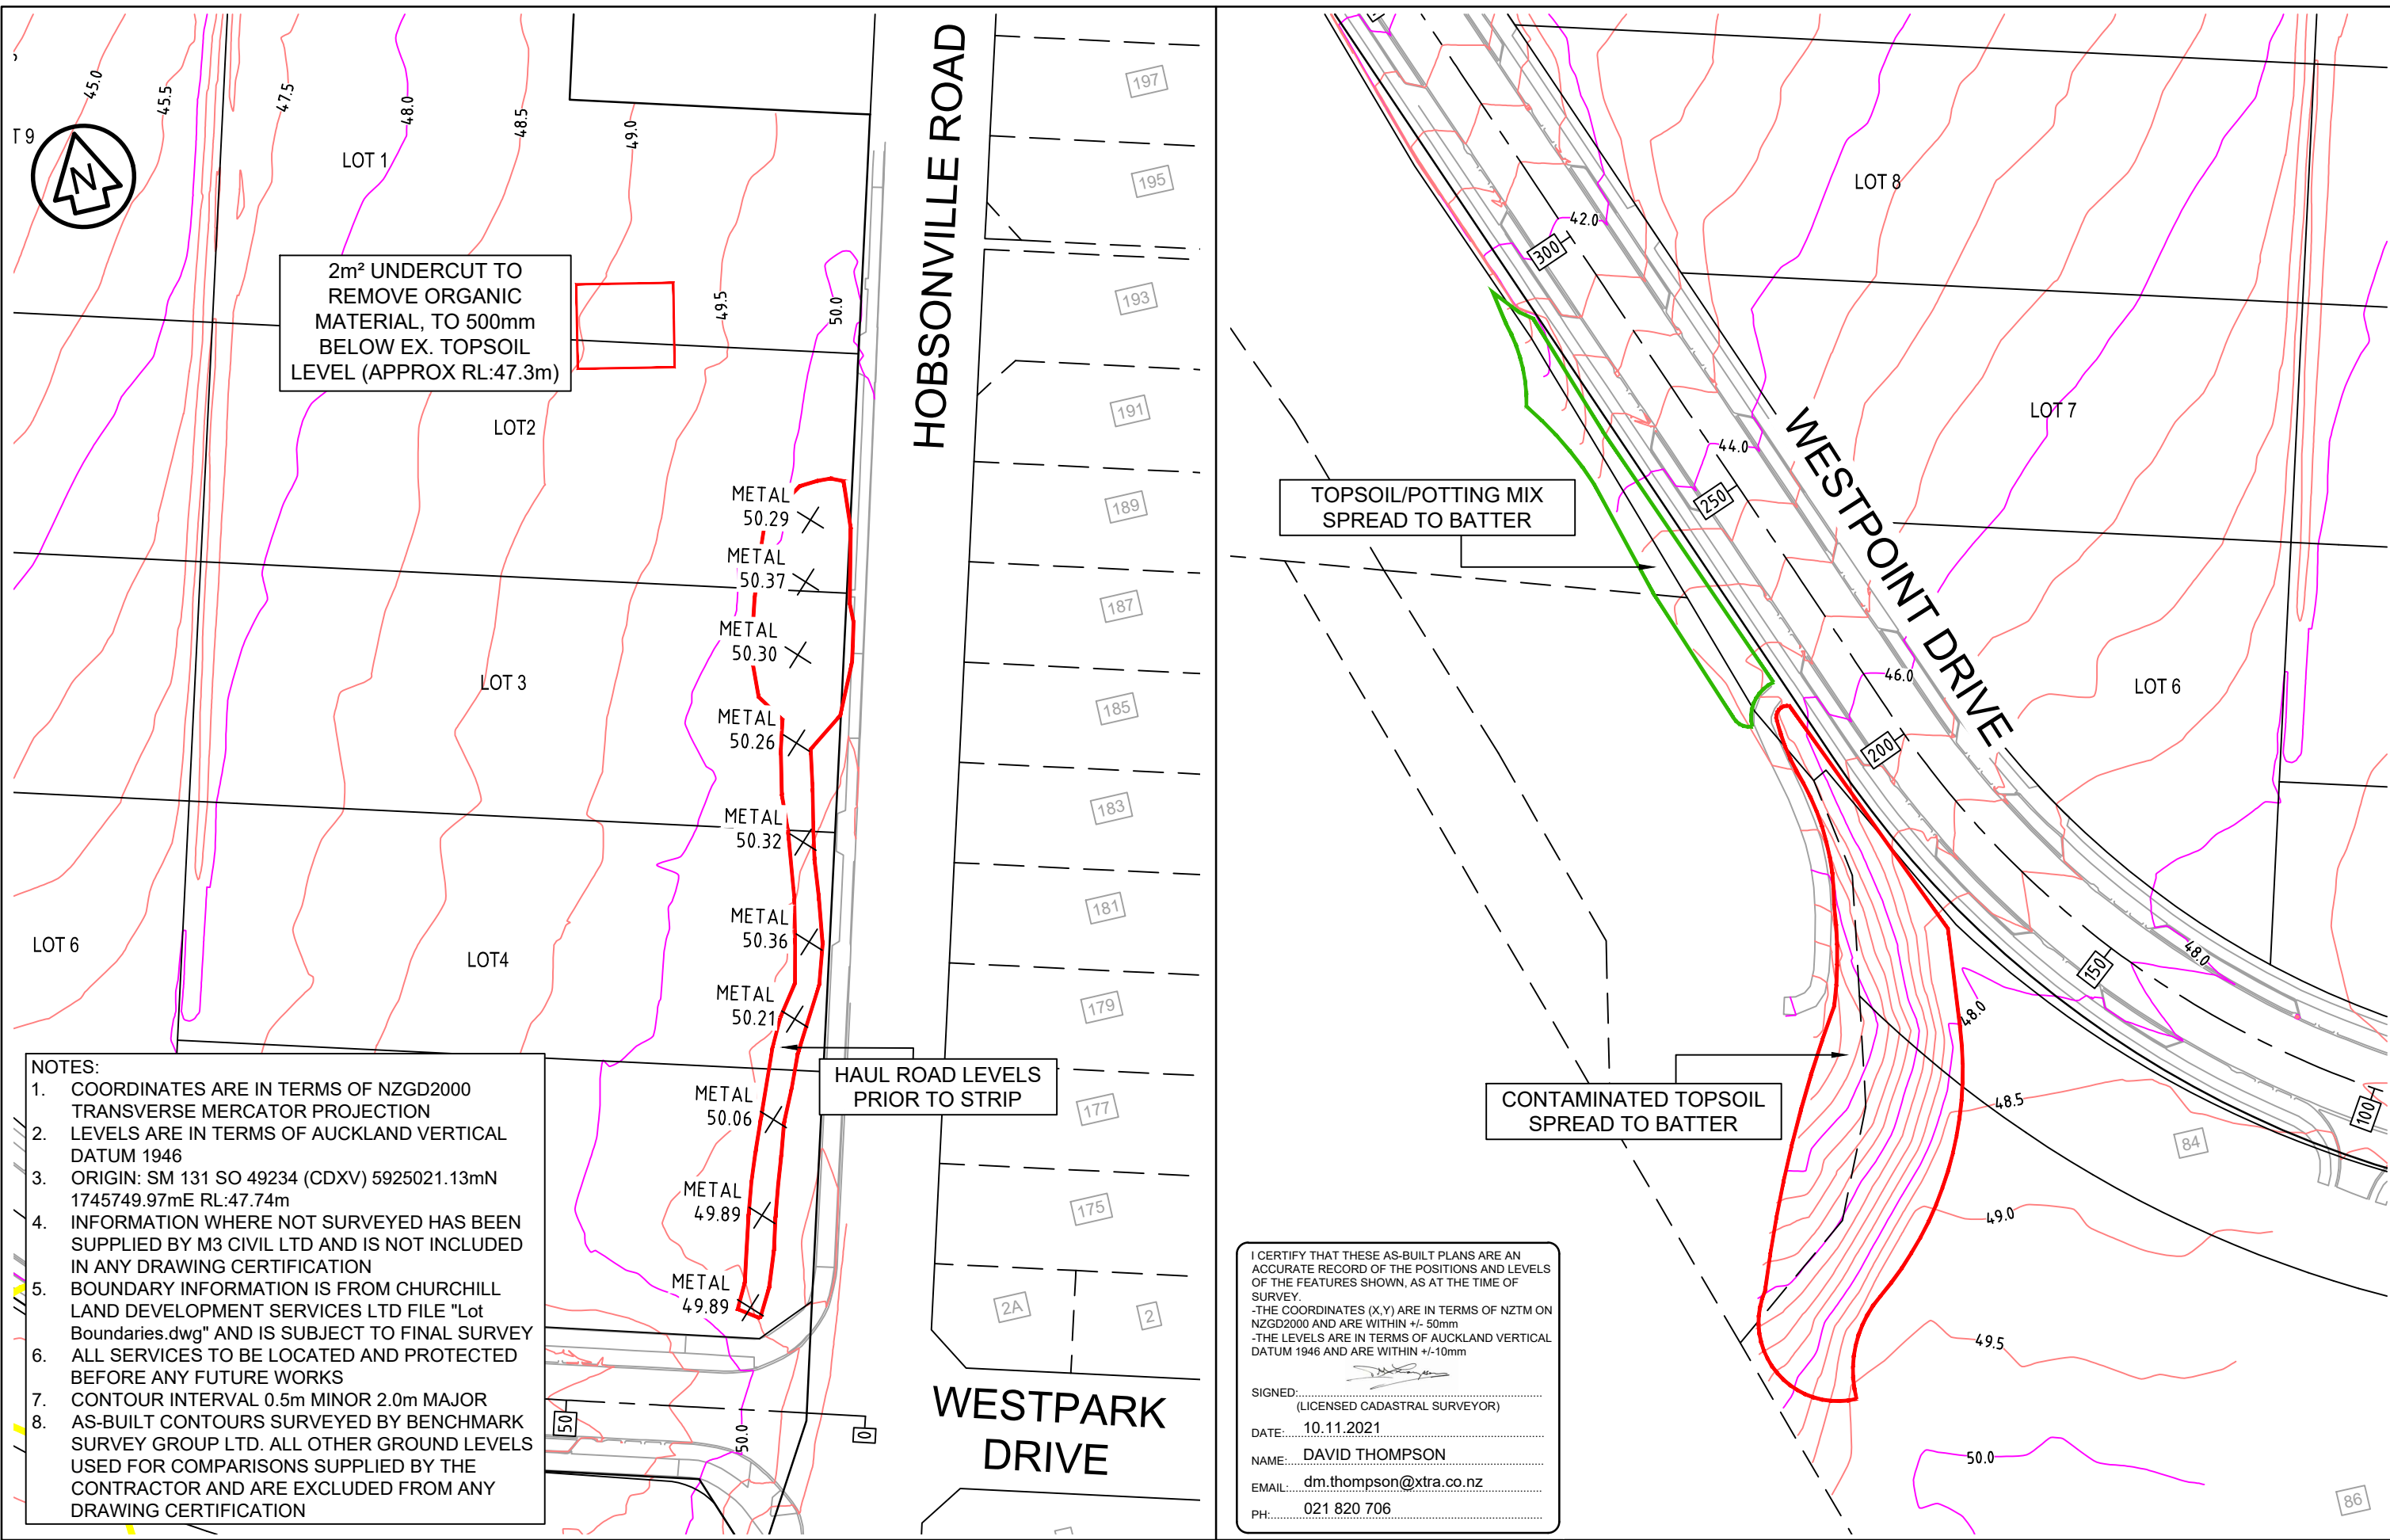 45.0
45.5
47.5
48.0
48.5
49.0
T 9
N
LOT 1
2m² UNDERCUT TO
REMOVE ORGANIC
MATERIAL, TO 500mm
BELOW EX. TOPSOIL
LEVEL (APPROX RL:47.3m)
49.5
50.0
LOT2
HOBSONVILLE ROAD
METAL
50.29
METAL
50.37
METAL
50.30
LOT 3
METAL
50.26
METAL
50.32
METAL
50.36
LOT 6
LOT4
METAL
50.21
HAUL ROAD LEVELS
PRIOR TO STRIP
METAL
50.06
METAL
49.89
METAL
49.89
197
195
193
191
189
187
185
183
181
179
177
175
2A
2
WESTPARK
DRIVE
50
0
50.0
NOTES:
1. COORDINATES ARE IN TERMS OF NZGD2000
TRANSVERSE MERCATOR PROJECTION
2. LEVELS ARE IN TERMS OF AUCKLAND VERTICAL
DATUM 1946
3. ORIGIN: SM 131 SO 49234 (CDXV) 5925021.13mN
1745749.97mE RL:47.74m
4. INFORMATION WHERE NOT SURVEYED HAS BEEN
SUPPLIED BY M3 CIVIL LTD AND IS NOT INCLUDED
IN ANY DRAWING CERTIFICATION
5. BOUNDARY INFORMATION IS FROM CHURCHILL
LAND DEVELOPMENT SERVICES LTD FILE "Lot
Boundaries.dwg" AND IS SUBJECT TO FINAL SURVEY
6. ALL SERVICES TO BE LOCATED AND PROTECTED
BEFORE ANY FUTURE WORKS
7. CONTOUR INTERVAL 0.5m MINOR 2.0m MAJOR
8. AS-BUILT CONTOURS SURVEYED BY BENCHMARK
SURVEY GROUP LTD. ALL OTHER GROUND LEVELS
USED FOR COMPARISONS SUPPLIED BY THE
CONTRACTOR AND ARE EXCLUDED FROM ANY
DRAWING CERTIFICATION
LOT 8
42.0
300
LOT 7
44.0
250
WESTPOINT DRIVE
TOPSOIL/POTTING MIX
SPREAD TO BATTER
46.0
LOT 6
200
150
48.0
48.0
100
CONTAMINATED TOPSOIL
SPREAD TO BATTER
48.5
84
49.0
49.5
50.0
86
I CERTIFY THAT THESE AS-BUILT PLANS ARE AN
ACCURATE RECORD OF THE POSITIONS AND LEVELS
OF THE FEATURES SHOWN, AS AT THE TIME OF
SURVEY.
-THE COORDINATES (X,Y) ARE IN TERMS OF NZTM ON
NZGD2000 AND ARE WITHIN +/- 50mm
-THE LEVELS ARE IN TERMS OF AUCKLAND VERTICAL
DATUM 1946 AND ARE WITHIN +/-10mm
SIGNED:
(LICENSED CADASTRAL SURVEYOR)
DATE: 10.11.2021
NAME: DAVID THOMPSON
EMAIL: dm.thompson@xtra.co.nz
PH: 021 820 706